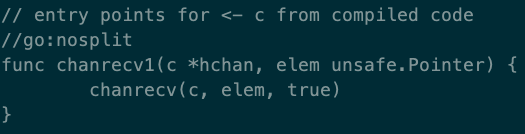 // entry points for <- c from compiled code
//go:nosplit
func chanrecv1(c *hchan, elem unsafe.Pointer) {
        chanrecv(c, elem, true)
}